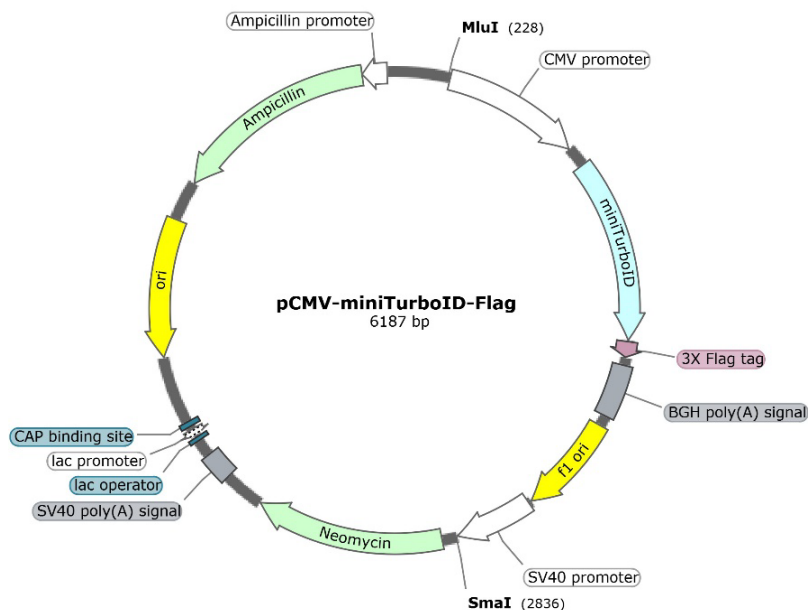 Ampicillin promoter
MluI (228)
CMV promoter
Ampicillin
miniTurboID
ori
pCMV-miniTurboID-Flag
6187 bp
3X Flag tag
BGH poly(A) signal
CAP binding site
lac promoter
lac operator
SV40 poly(A) signal
f1 ori
Neomycin
SV40 promoter
SmaI (2836)